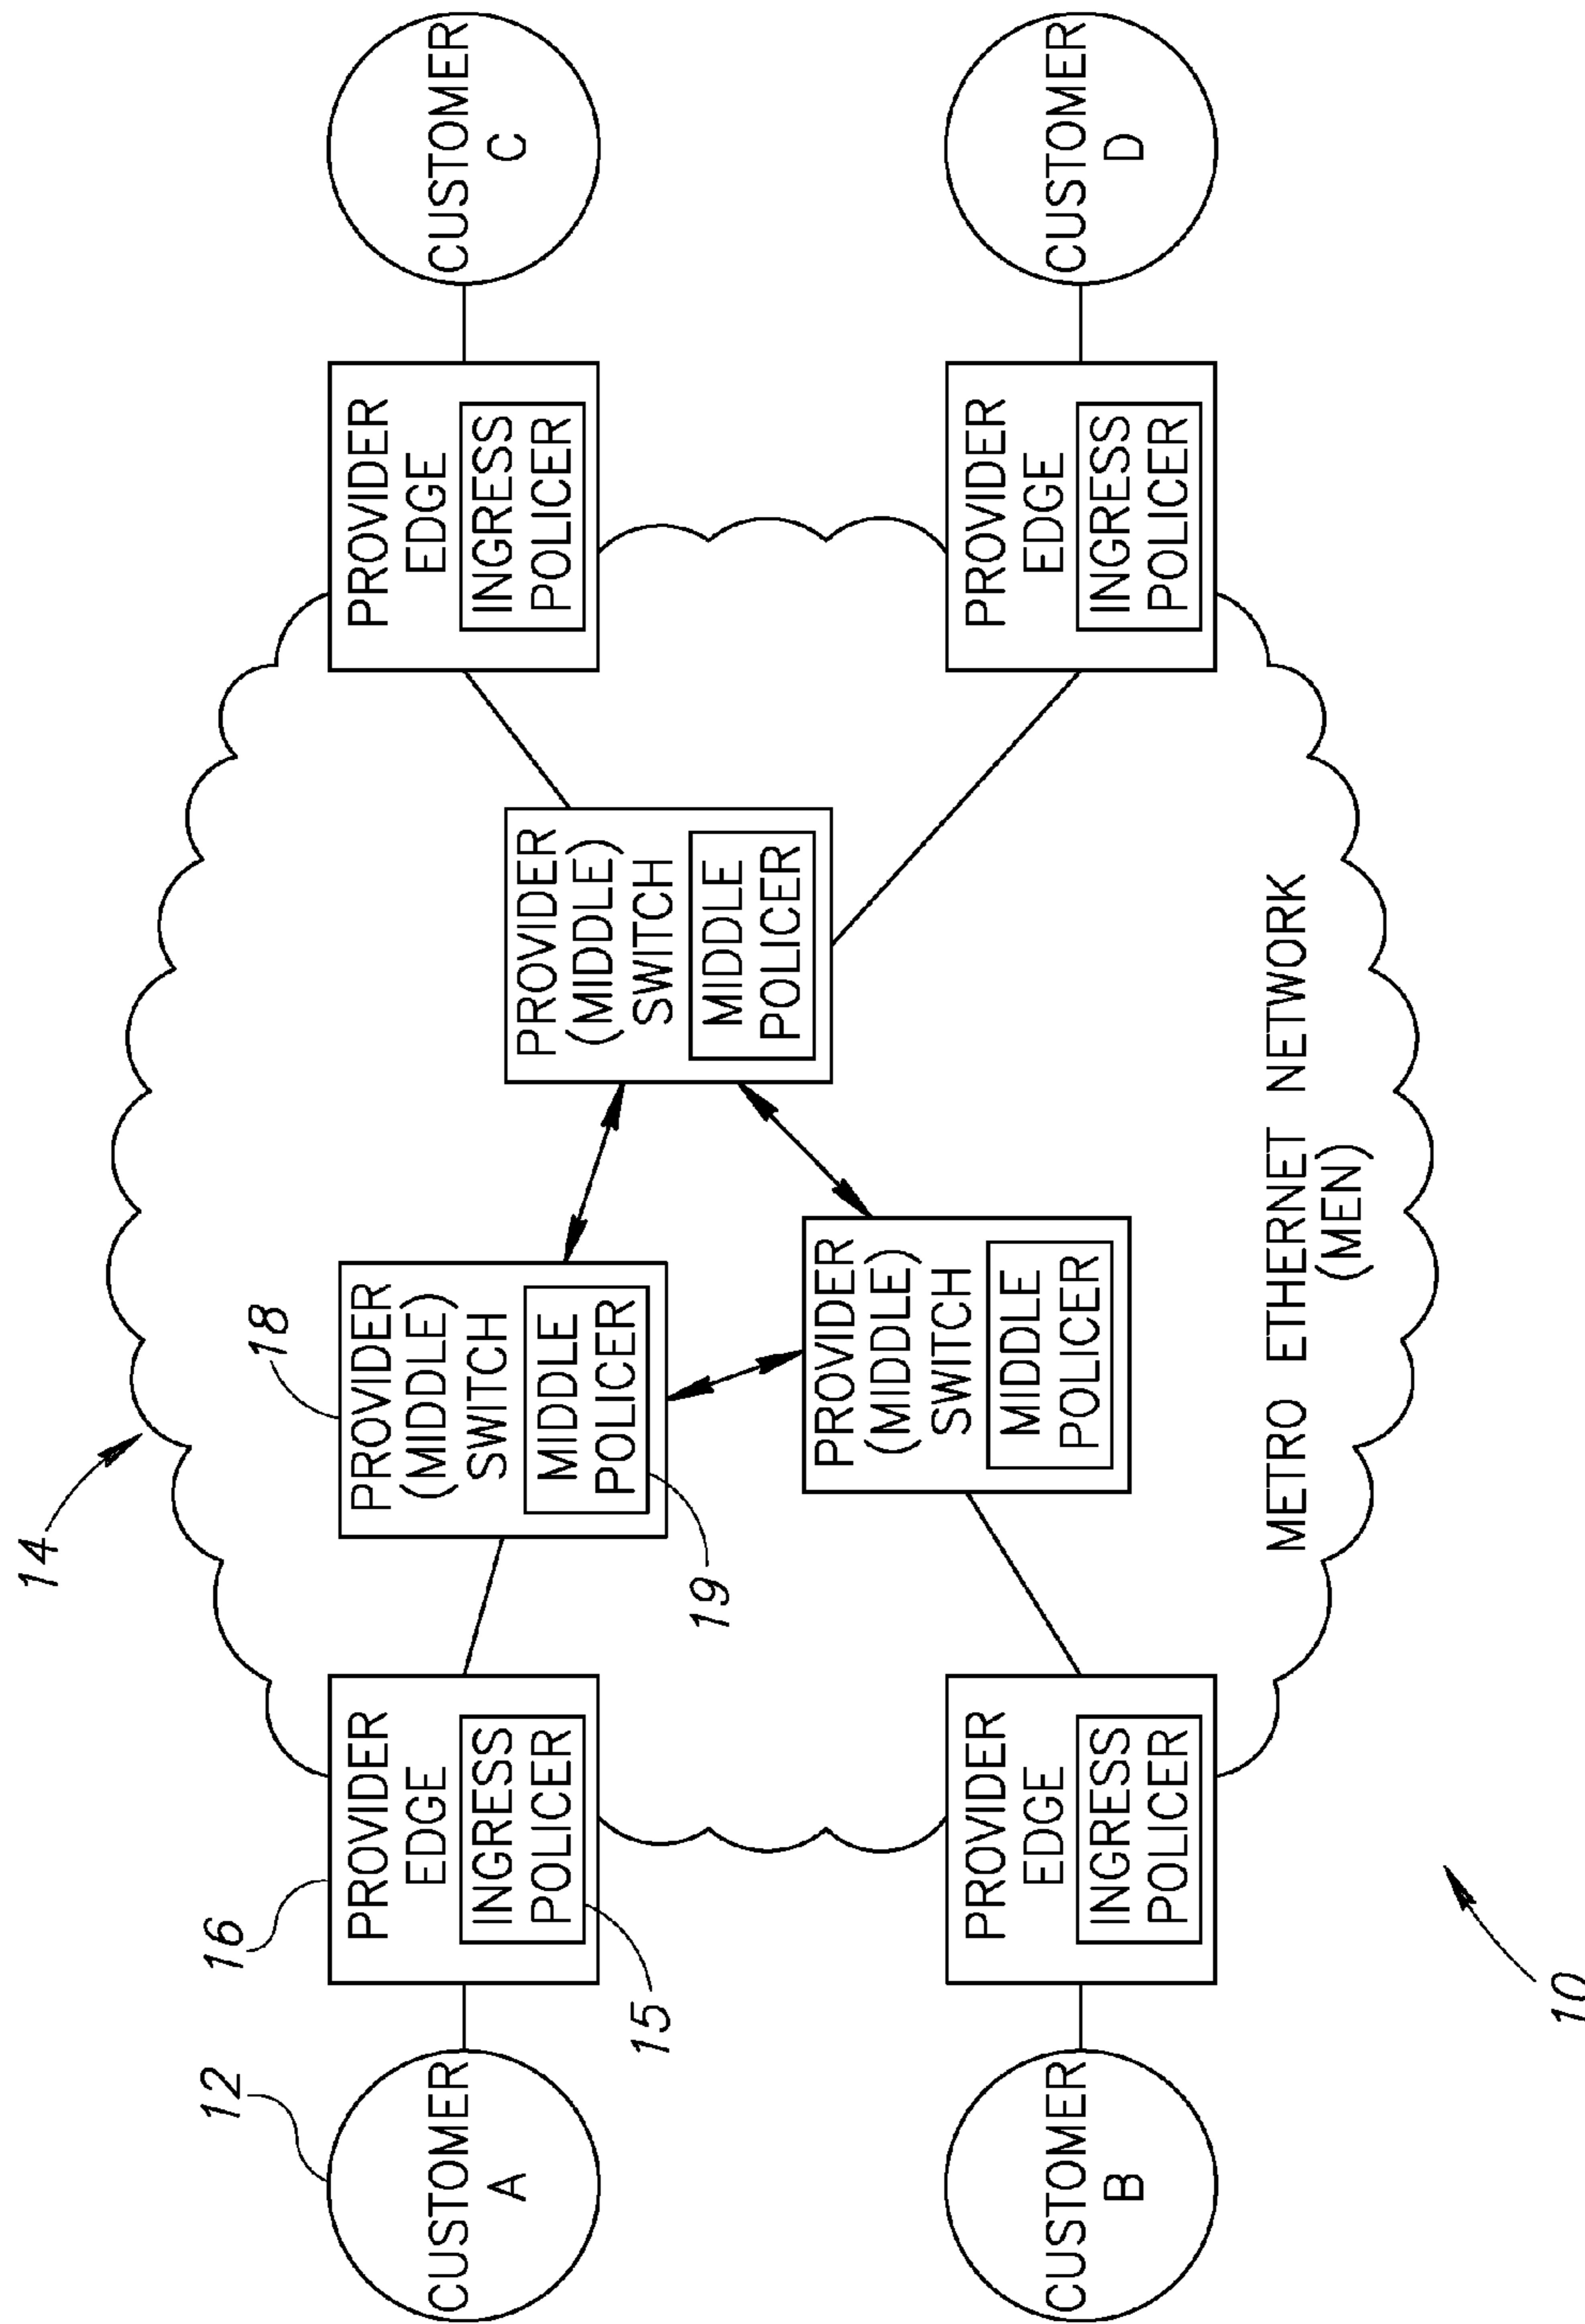 14
18
16
12
CUSTOMER
A
PROVIDER
EDGE
INGRESS
POLICER
15
PROVIDER
(MIDDLE)
SWITCH
MIDDLE
POLICER
19
PROVIDER
(MIDDLE)
SWITCH
MIDDLE
POLICER
PROVIDER
EDGE
INGRESS
POLICER
CUSTOMER
C
CUSTOMER
B
PROVIDER
EDGE
INGRESS
POLICER
PROVIDER
(MIDDLE)
SWITCH
MIDDLE
POLICER
PROVIDER
EDGE
INGRESS
POLICER
CUSTOMER
D
METRO ETHERNET NETWORK
(MEN)
10